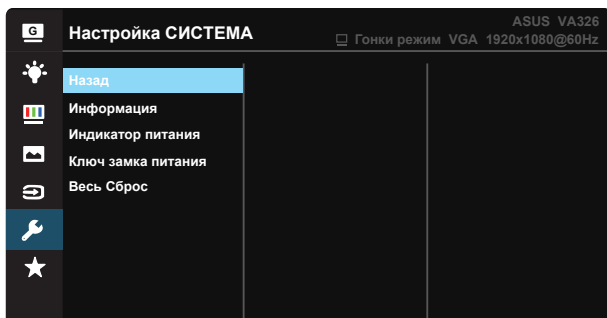 G
Настройка СИСТЕМА
ASUS VA326
Гонки режим VGA 1920x1080@60Hz
Назад
Информация
Индикатор питания
Ключ замка питания
Весь Сброс